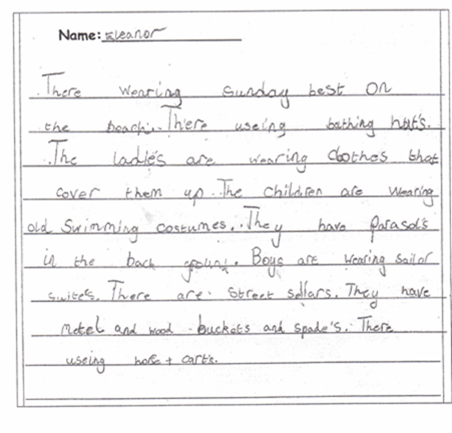 Name: Eleanor
There wearing sunday best on
the beach. There useing bathing hut's.
The ladie's are wearing clothes that
cover them up. The children are wearing
old swimming costumes. They have parasol's
in the back ground. Boys are wearing sailor
suite's. There are street sellars. They have
Metel and wood buckets and spade's. There
useing horse + cart's.